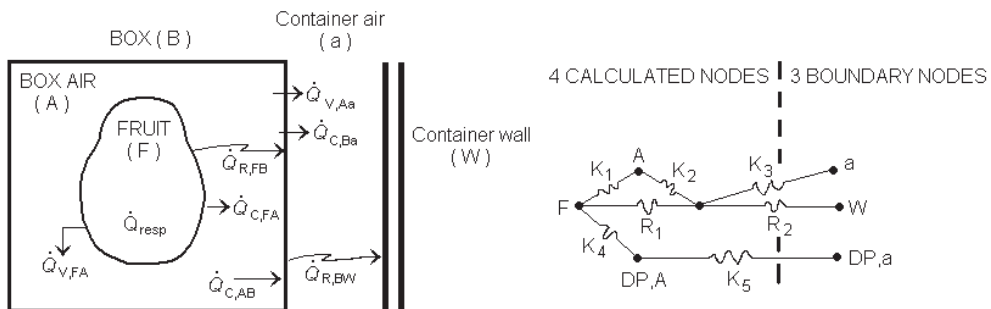 BOX ( B )
Container air
( a )
BOX AIR
( A )
FRUIT
( F )
Q̇V,Aa
Q̇C,Ba
Q̇R,FB
Q̇C,FA
Q̇resp
Q̇V,FA
Q̇C,AB
Q̇R,BW
Container wall
( W )
4 CALCULATED NODES
3 BOUNDARY NODES
A
K1
K2
K3
a
F
R1
R2
W
K4
DP,A
K5
DP,a